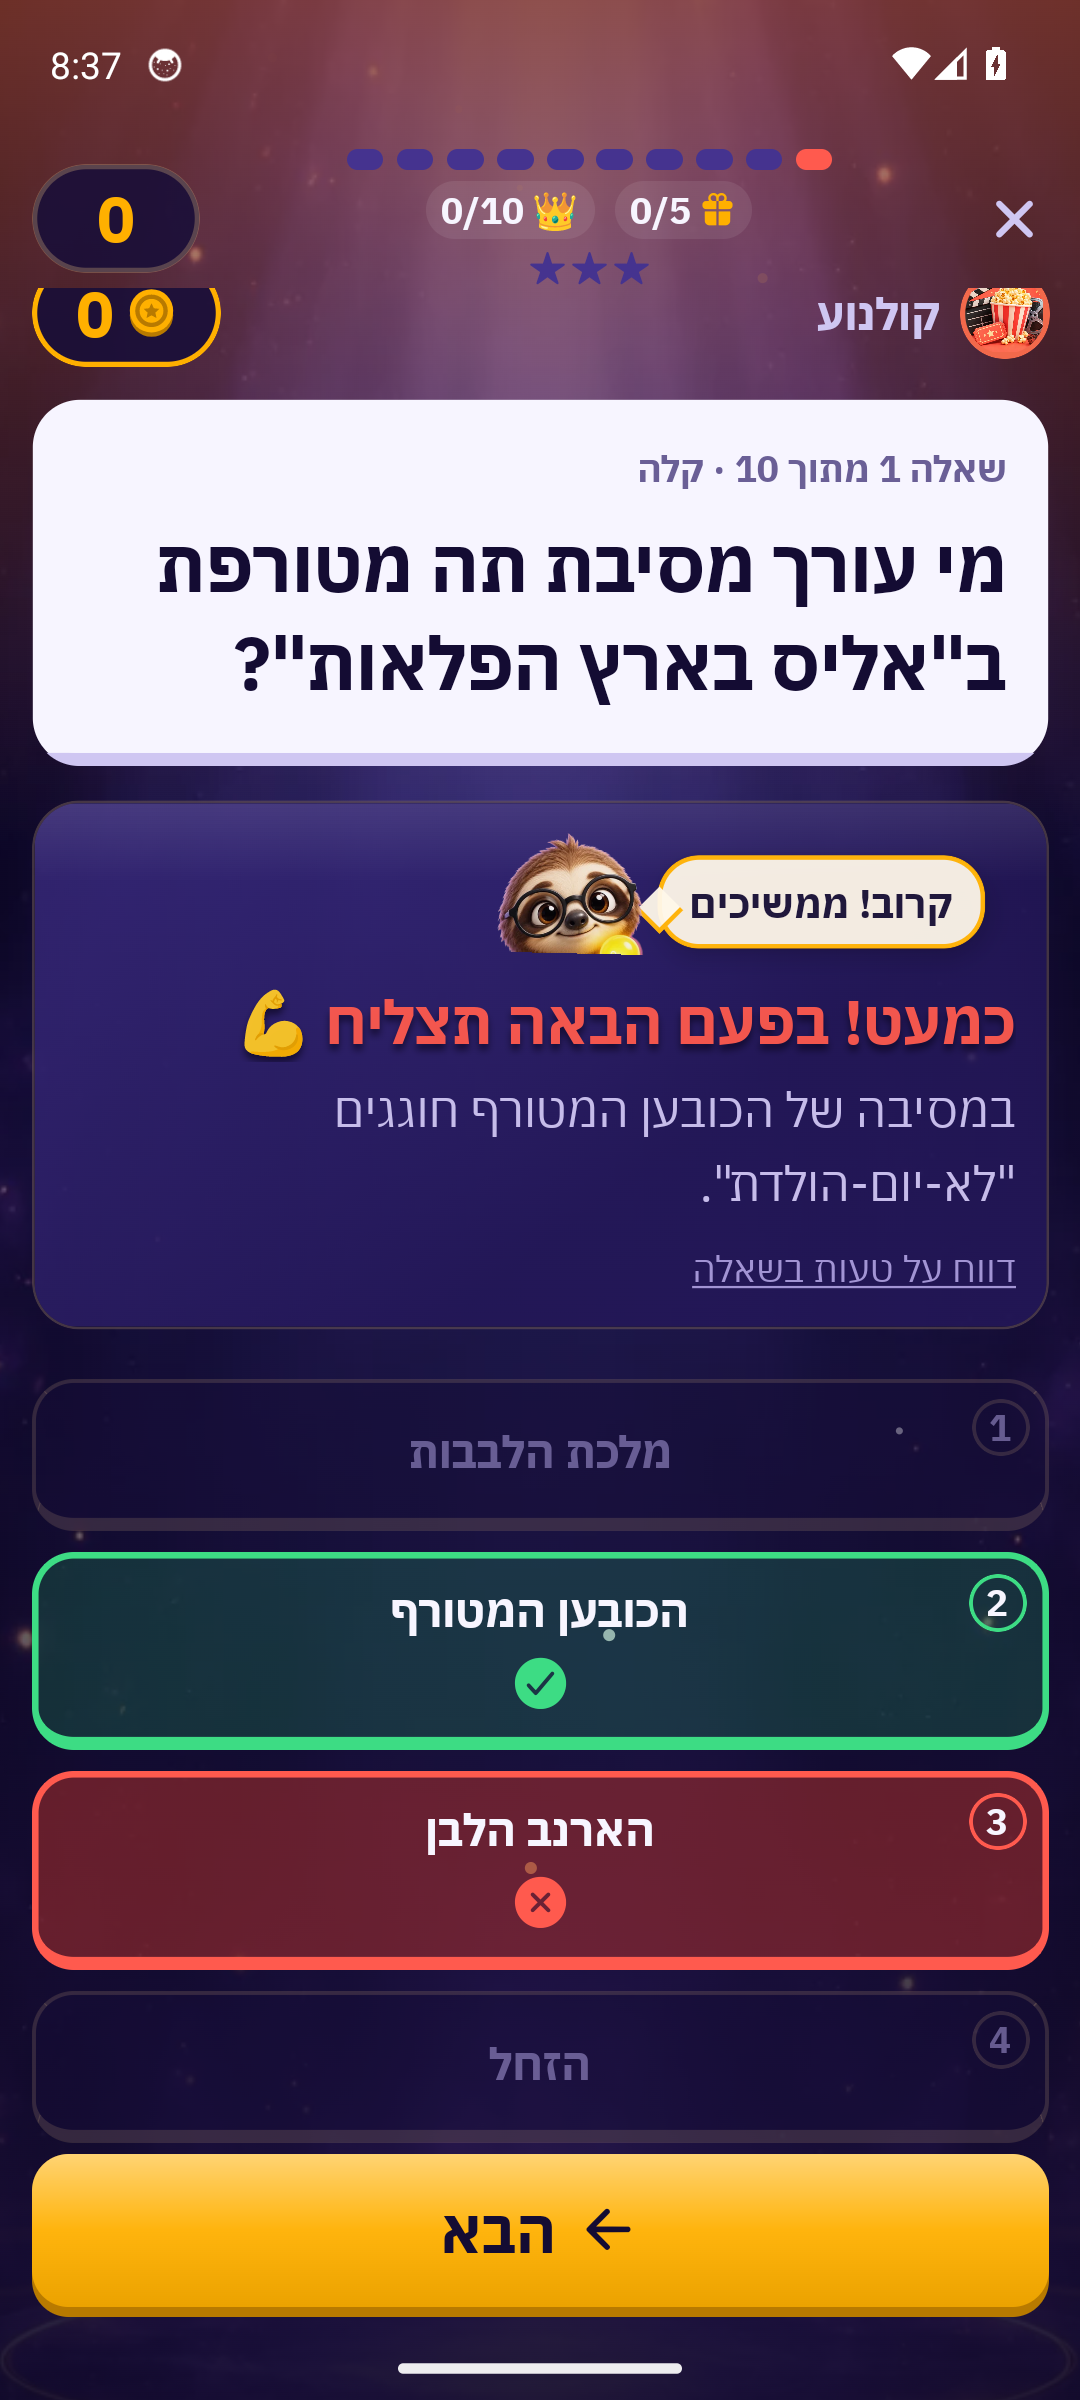 8:37
0
0/10
0/5
0
קולנוע
שאלה 1 מתוך 10 · קלה
מי עורך מסיבת תה מטורפת
ב"אליס בארץ הפלאות"?
קרוב! ממשיכים
כמעט! בפעם הבאה תצליח 💪
במסיבה של הכובען המטורף חוגגים
"לא-יום-הולדת".
דווח על טעות בשאלה
1
מלכת הלבבות
2
הכובען המטורף
3
הארנב הלבן
4
הזחל
הבא